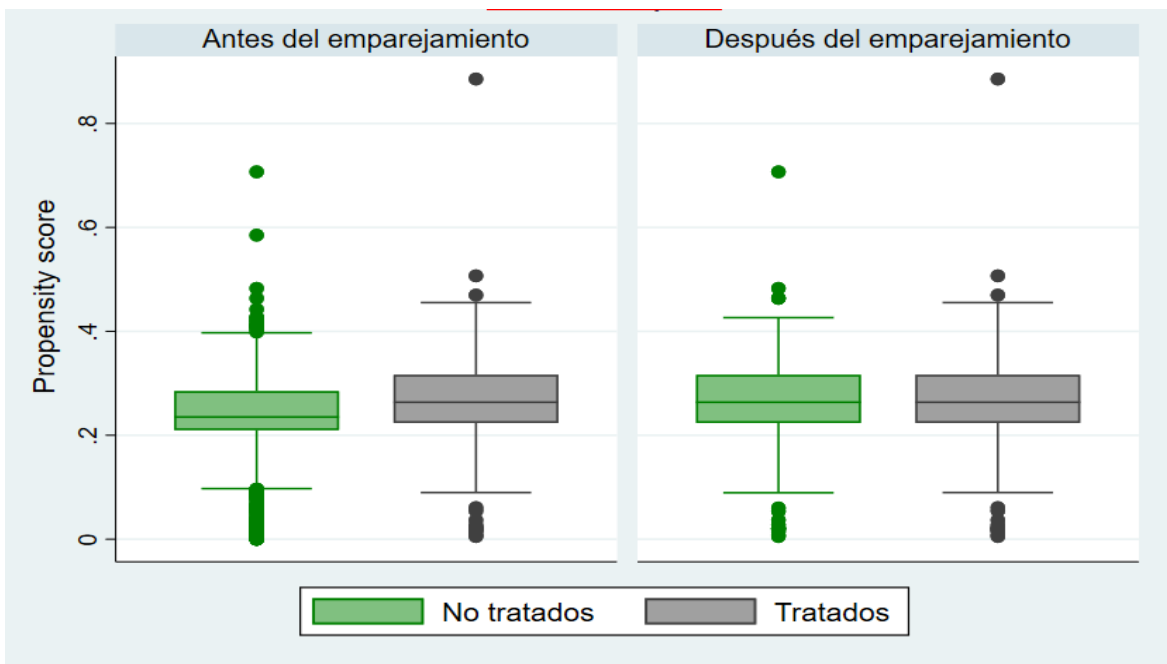 Antes del emparejamiento
Después del emparejamiento
Propensity score
.8
.6
.4
.2
0
No tratados
Tratados